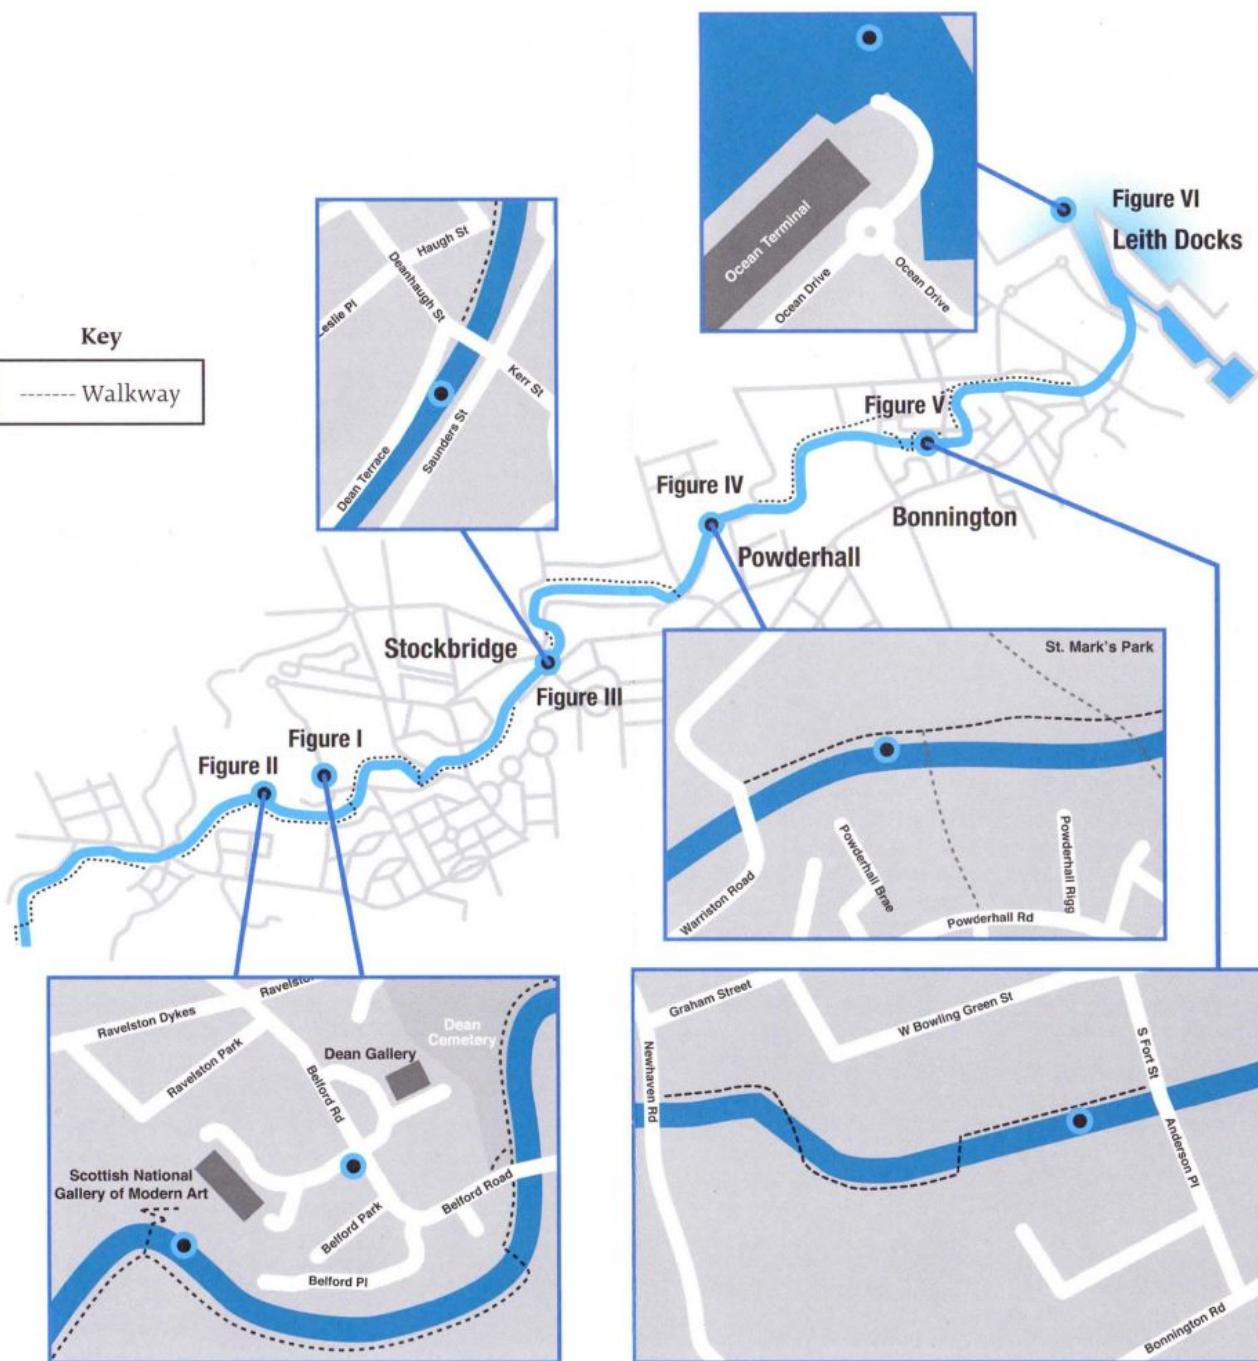 Key
------- Walkway
Figure VI
Leith Docks
Ocean Terminal
Ocean Drive
Ocean Drive
Haugh St
Deanhaugh St
Leslie Pl
Kerr St
Saunders St
Dean Terrace
Figure V
Bonnington
Figure IV
Powderhall
Stockbridge
Figure III
Figure I
Figure II
St. Mark's Park
Powderhall Brae
Powderhall Rigg
Warriston Road
Powderhall Rd
Ravelston
Ravelston Dykes
Ravelston Park
Dean
Cemetery
Dean Gallery
Belford Rd
Scottish National
Gallery of Modern Art
Belford Park
Belford Road
Belford Pl
Graham Street
W Bowling Green St
Newhaven Rd
S Fort St
Anderson Pl
Bonnington Rd